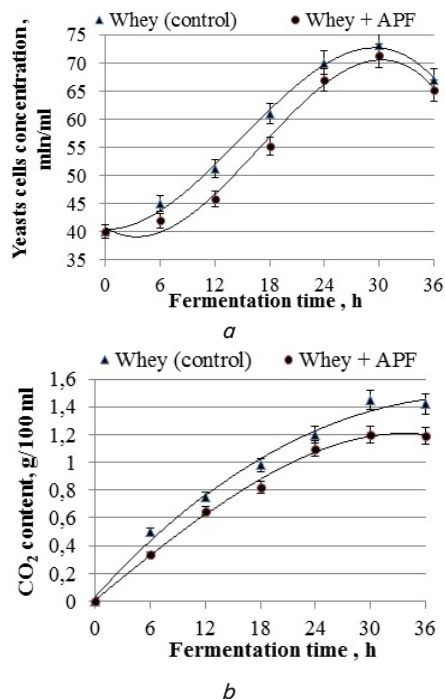 Whey (control) Whey + APF
Yeasts cells concentration,
mln/ml
75
70
65
60
55
50
45
40
35
0 6 12 18 24 30 36
Fermentation time , h
a
Whey (control) Whey + APF
CO₂ content, g/100 ml
1,6
1,4
1,2
1
0,8
0,6
0,4
0,2
0
0 6 12 18 24 30 36
Fermentation time , h
b